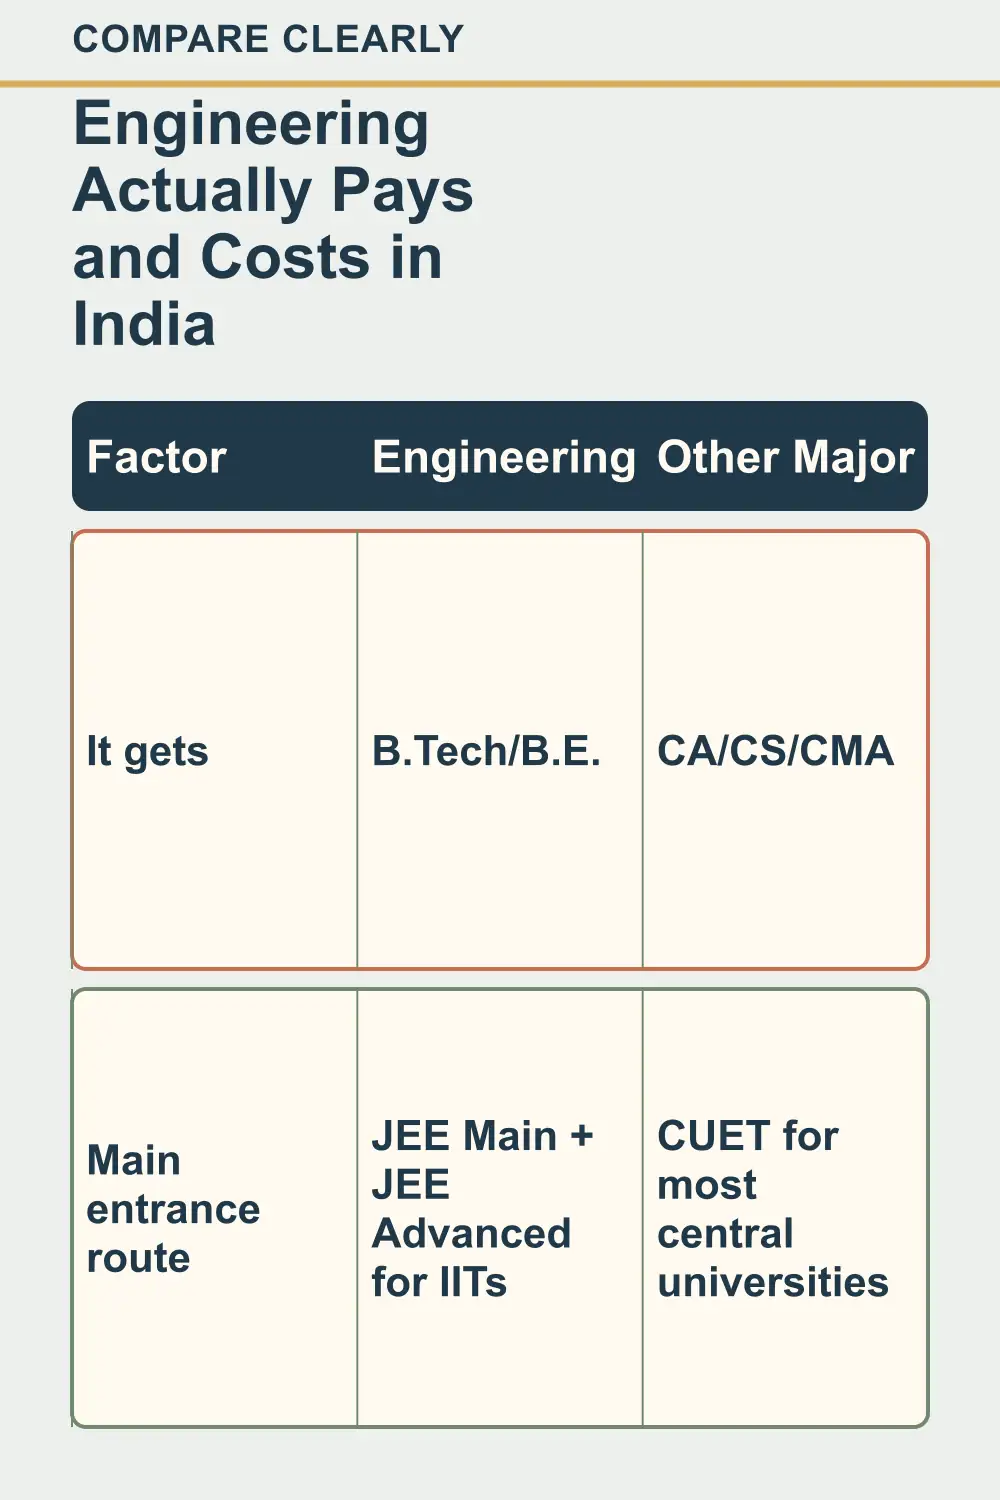 COMPARE CLEARLY
Engineering
Actually Pays
and Costs in
India
Factor
Engineering
Other Major
It gets
B.Tech/B.E.
CA/CS/CMA
Main
entrance
route
JEE Main +
JEE
Advanced
for IITs
CUET for
most
central
universities